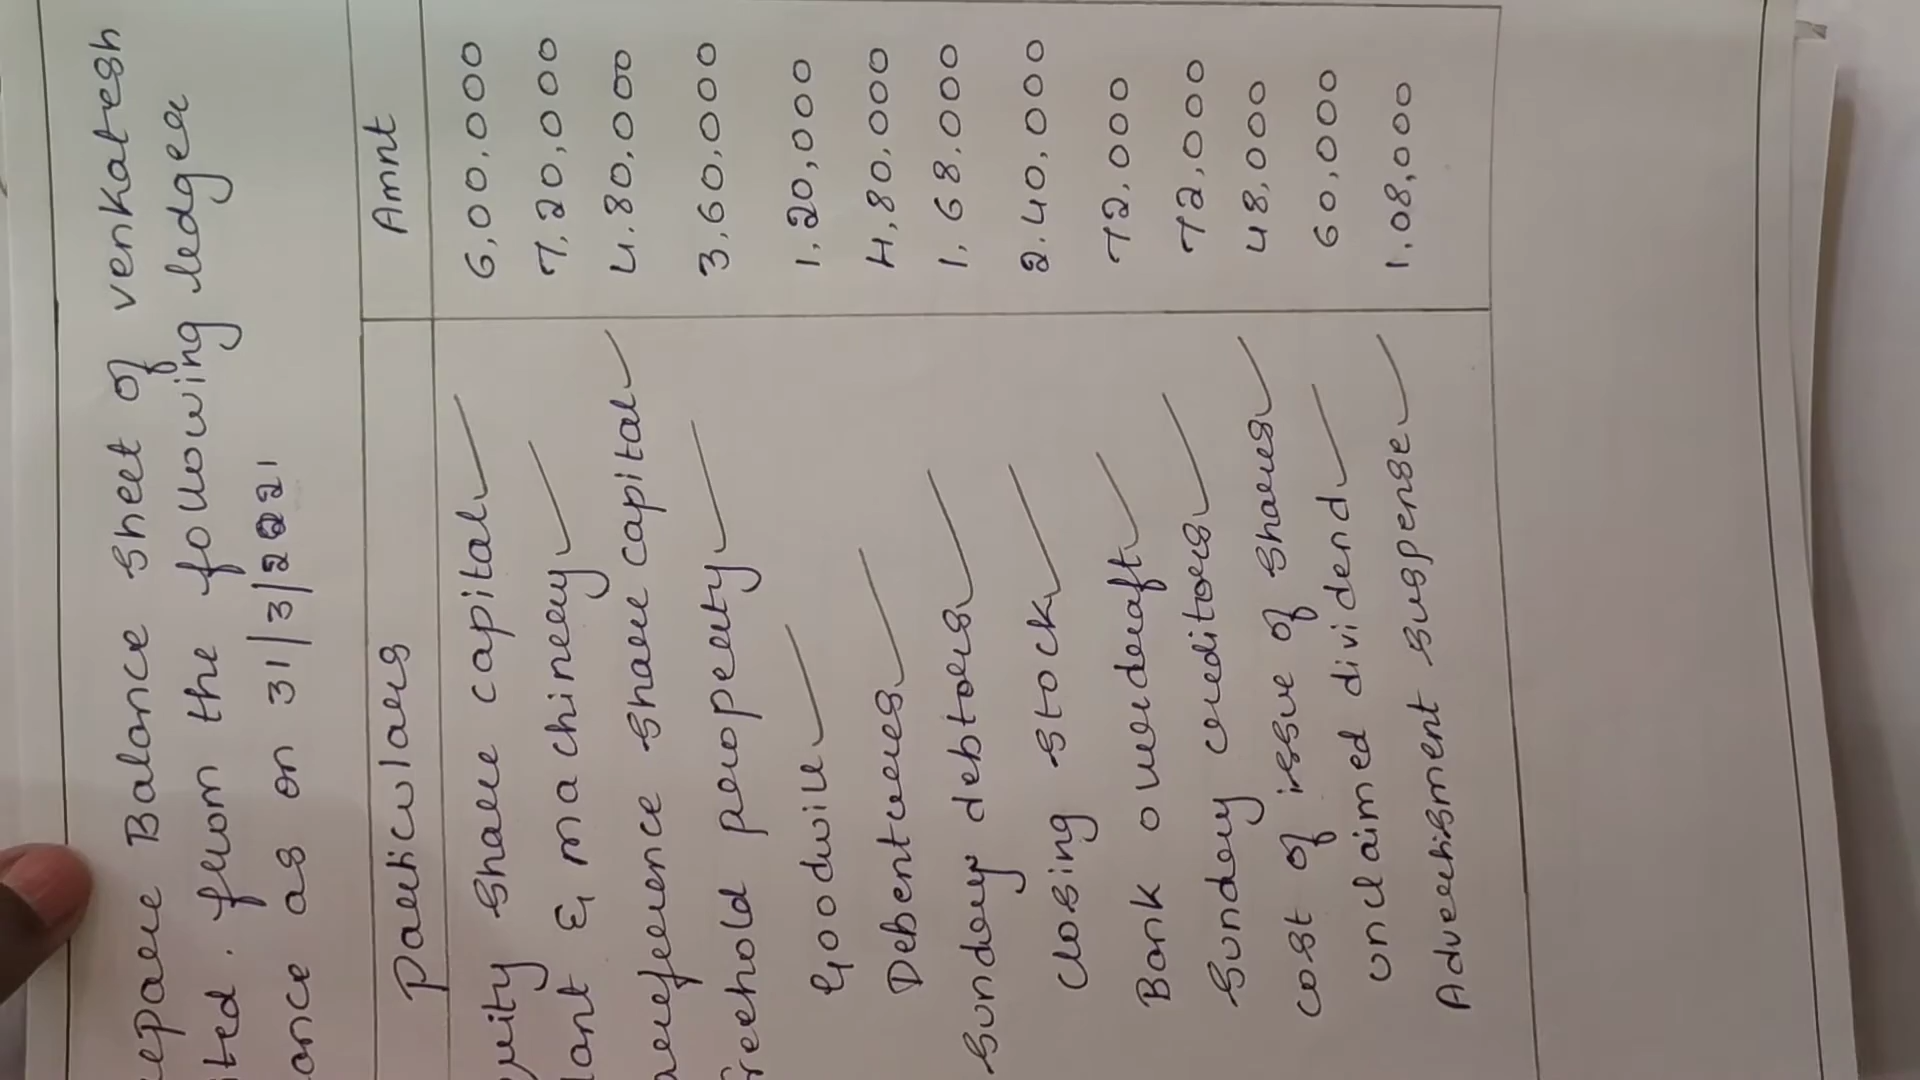 epare Balance sheet of venkatesh
ited. from the following ledger
ance as on 31/3/2021
particulars Amnt
quity share capital 6,00,000
lant & machinery 7,20,000
reference share capital 4.80,000
reehold property 3,60,000
Goodwill 1,20,000
Debentures 4,80,000
Sundry debtors 1,68,000
closing stock 2,40,000
Bank overdraft 72,000
Sundry creditors 72,000
cost of issue of shares 48,000
unclaimed dividend 60,000
Advertisment suspense 1.08,000